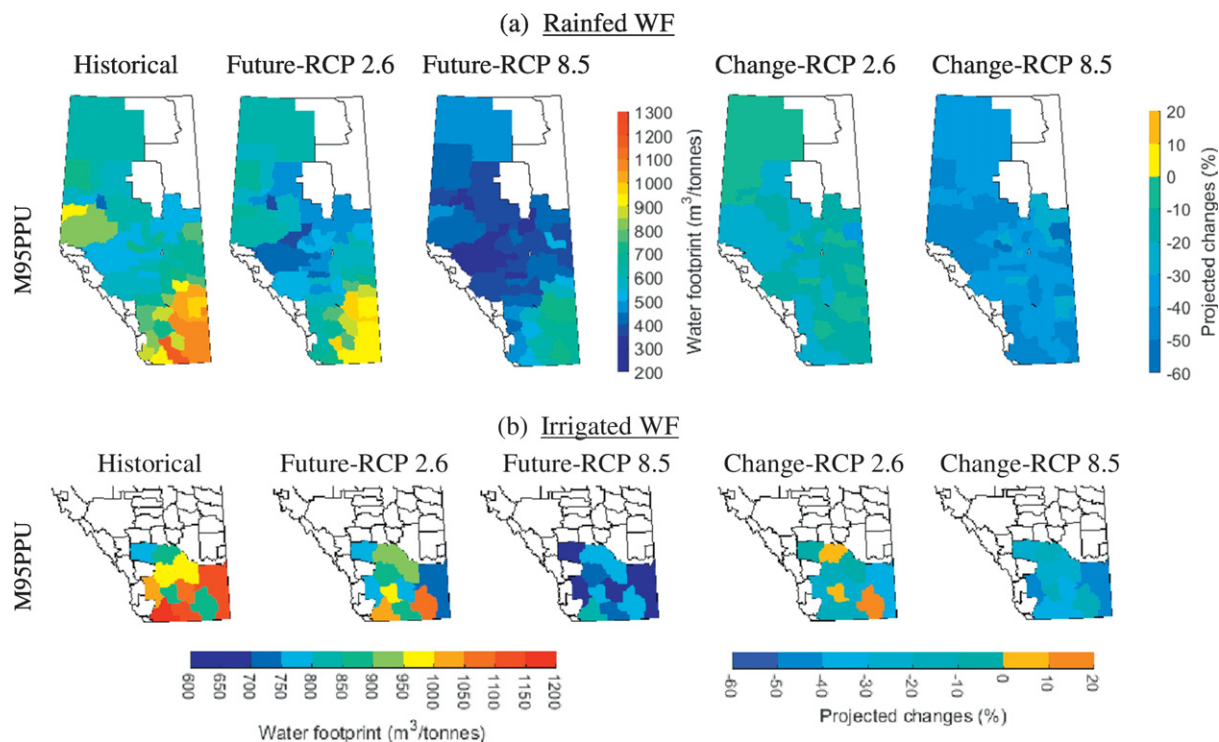 (a) Rainfed WF
Historical Future-RCP 2.6 Future-RCP 8.5 Change-RCP 2.6 Change-RCP 8.5
M95PPU
1300
1200
1100
1000
900
800
700
600
500
400
300
200
Water footprint (m³/tonnes)
20
10
0
-10
-20
-30
-40
-50
-60
Projected changes (%)
(b) Irrigated WF
Historical Future-RCP 2.6 Future-RCP 8.5 Change-RCP 2.6 Change-RCP 8.5
M95PPU
600 650 700 750 800 850 900 950 1000 1050 1100 1150 1200
Water footprint (m³/tonnes)
-60 -50 -40 -30 -20 -10 0 10 20
Projected changes (%)